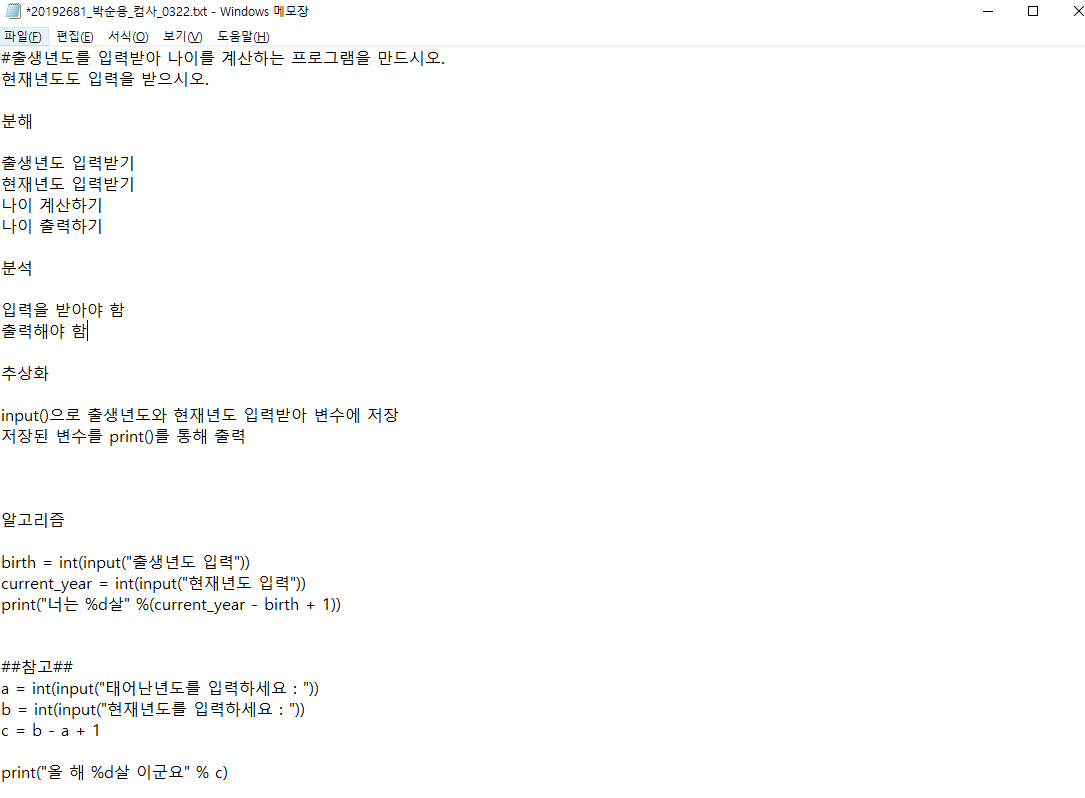 *20192681_박순용_컴사_0322.txt - Windows 메모장
파일(F) 편집(E) 서식(O) 보기(V) 도움말(H)
#출생년도를 입력받아 나이를 계산하는 프로그램을 만드시오.
현재년도도 입력을 받으시오.
분해
출생년도 입력받기
현재년도 입력받기
나이 계산하기
나이 출력하기
분석
입력을 받아야 함
출력해야 함
추상화
input()으로 출생년도와 현재년도 입력받아 변수에 저장
저장된 변수를 print()를 통해 출력
알고리즘
birth = int(input("출생년도 입력"))
current_year = int(input("현재년도 입력"))
print("너는 %d살" %(current_year - birth + 1))
##참고##
a = int(input("태어난년도를 입력하세요 : "))
b = int(input("현재년도를 입력하세요 : "))
c = b - a + 1
print("올 해 %d살 이군요" % c)